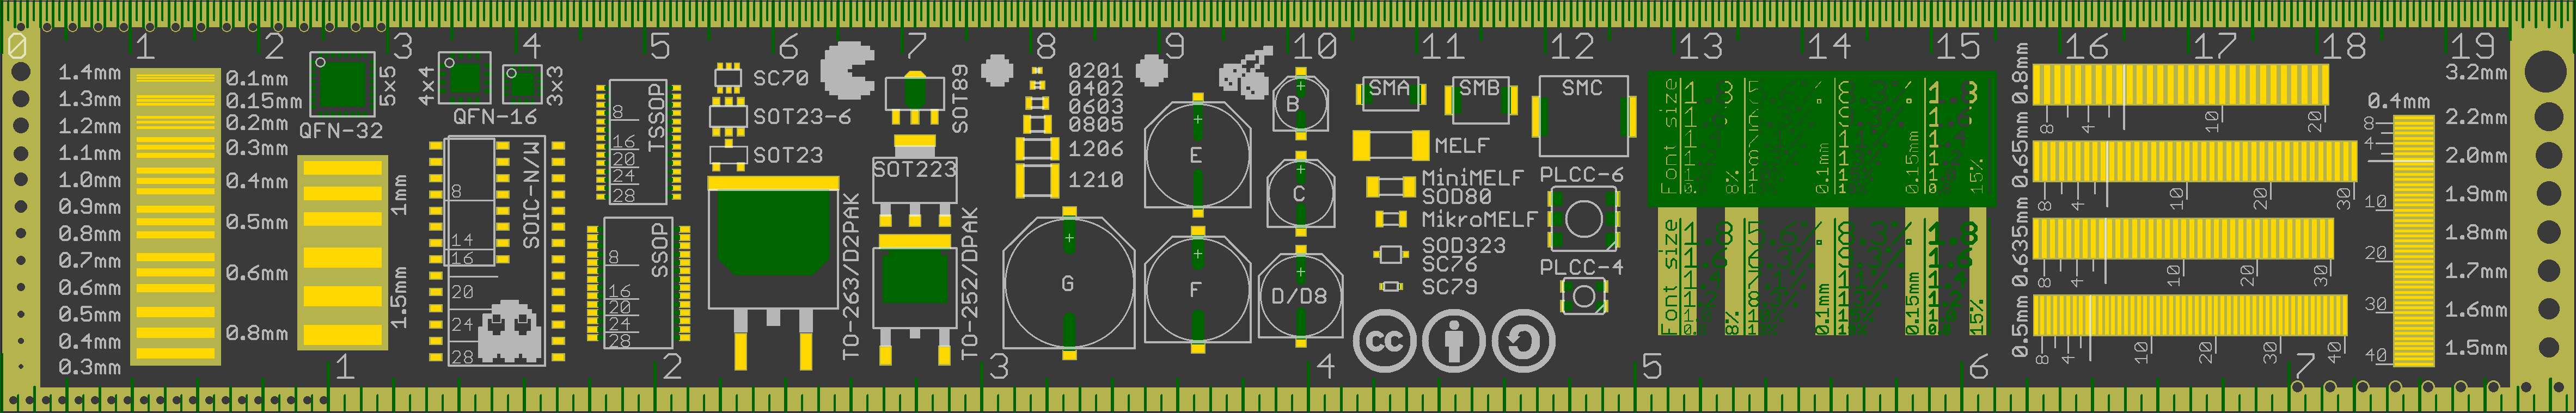 0 1 2 3 4 5 6 7 8 9 10 11 12 13 14 15 16 17 18 19
1.4mm
1.3mm
1.2mm
1.1mm
1.0mm
0.9mm
0.8mm
0.7mm
0.6mm
0.5mm
0.4mm
0.3mm
0.1mm
0.15mm
0.2mm
0.3mm
0.4mm
0.5mm
0.6mm
0.8mm
QFN-32
5x5
1mm
1.5mm
4x4
QFN-16
3x3
SOIC-N/W
8
14
16
20
24
28
TSSOP
8
16
20
24
28
SSOP
8
16
20
24
28
SC70
SOT23-6
SOT23
TO-263/D2PAK
SOT89
SOT223
TO-252/DPAK
0201
0402
0603
0805
1206
1210
G
E
F
B
C
D/D8
SMA
SMB
SMC
MELF
MiniMELF
SOD80
MikroMELF
SOD323
SC76
SC79
PLCC-6
PLCC-4
cc
Font size
8%
0.1mm
0.15mm
15%
Font size
8%
0.1mm
0.15mm
15%
0.8mm
8 4 10 20
0.65mm
8 4 10 20 30
0.635mm
8 4 10 20 30
0.5mm
8 4 10 20 30 40
0.4mm
8
4
10
20
30
40
3.2mm
2.2mm
2.0mm
1.9mm
1.8mm
1.7mm
1.6mm
1.5mm
1 2 3 4 5 6 7